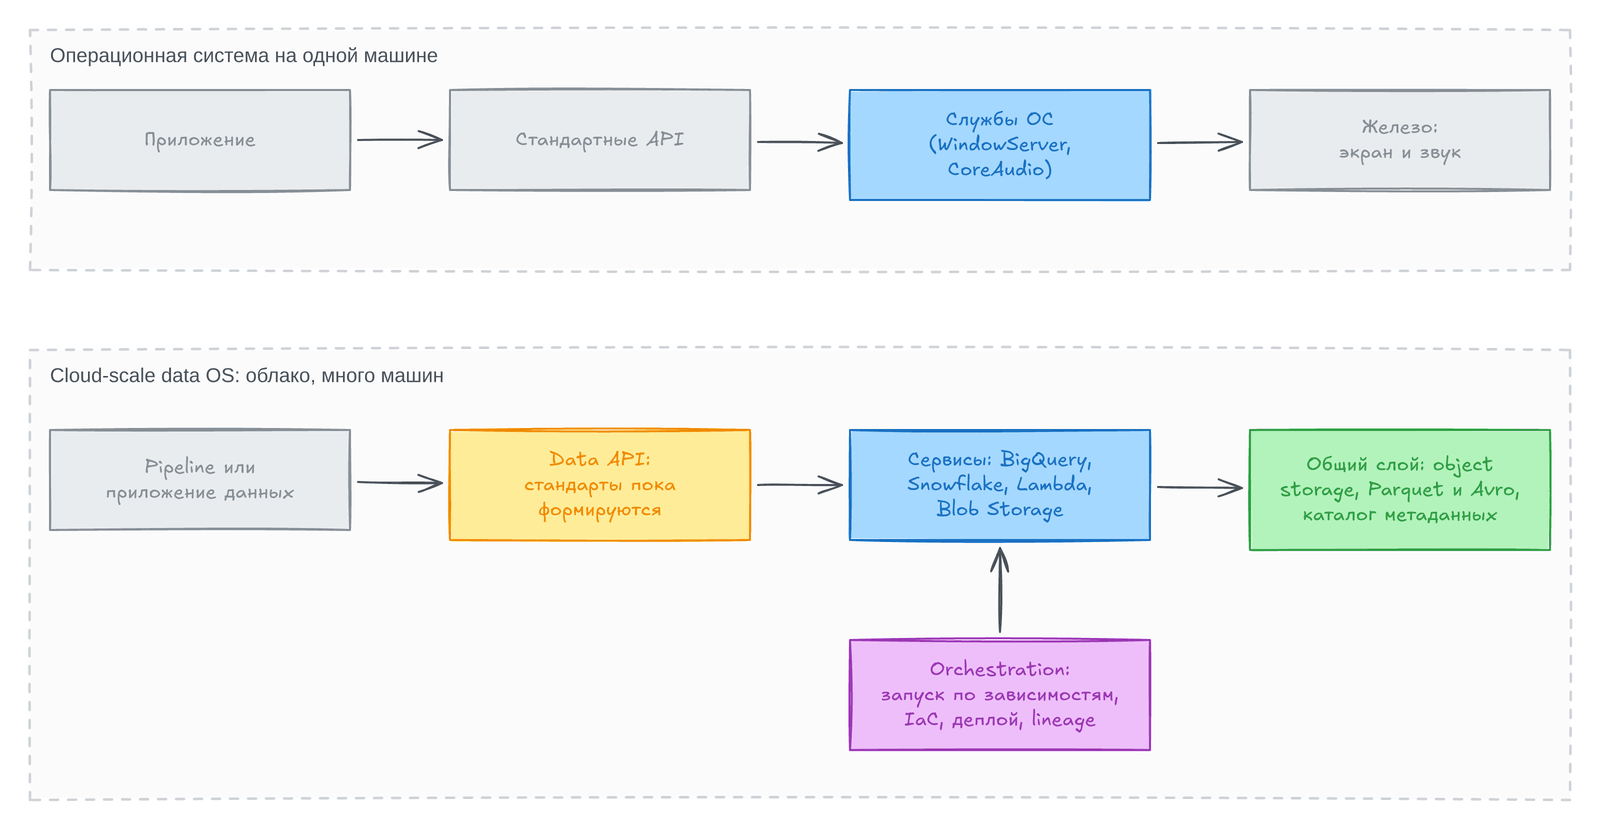 Операционная система на одной машине
Приложение
Стандартные API
Службы ОС
(WindowServer,
CoreAudio)
Железо:
экран и звук
Cloud-scale data OS: облако, много машин
Pipeline или
приложение данных
Data API:
стандарты пока
формируются
Сервисы: BigQuery,
Snowflake, Lambda,
Blob Storage
Общий слой: object
storage, Parquet и Avro,
каталог метаданных
Orchestration:
запуск по зависимостям,
IaC, деплой, lineage